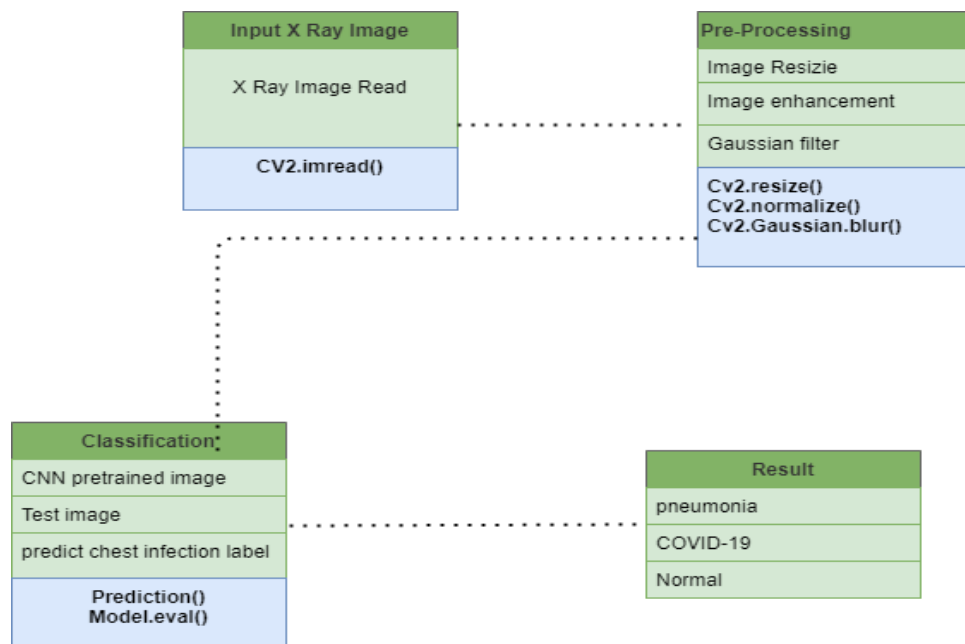 Input X Ray Image
X Ray Image Read
CV2.imread()
Pre-Processing
Image Resizie
Image enhancement
Gaussian filter
Cv2.resize()
Cv2.normalize()
Cv2.Gaussian.blur()
Classification
CNN pretrained image
Test image
predict chest infection label
Prediction()
Model.eval()
Result
pneumonia
COVID-19
Normal